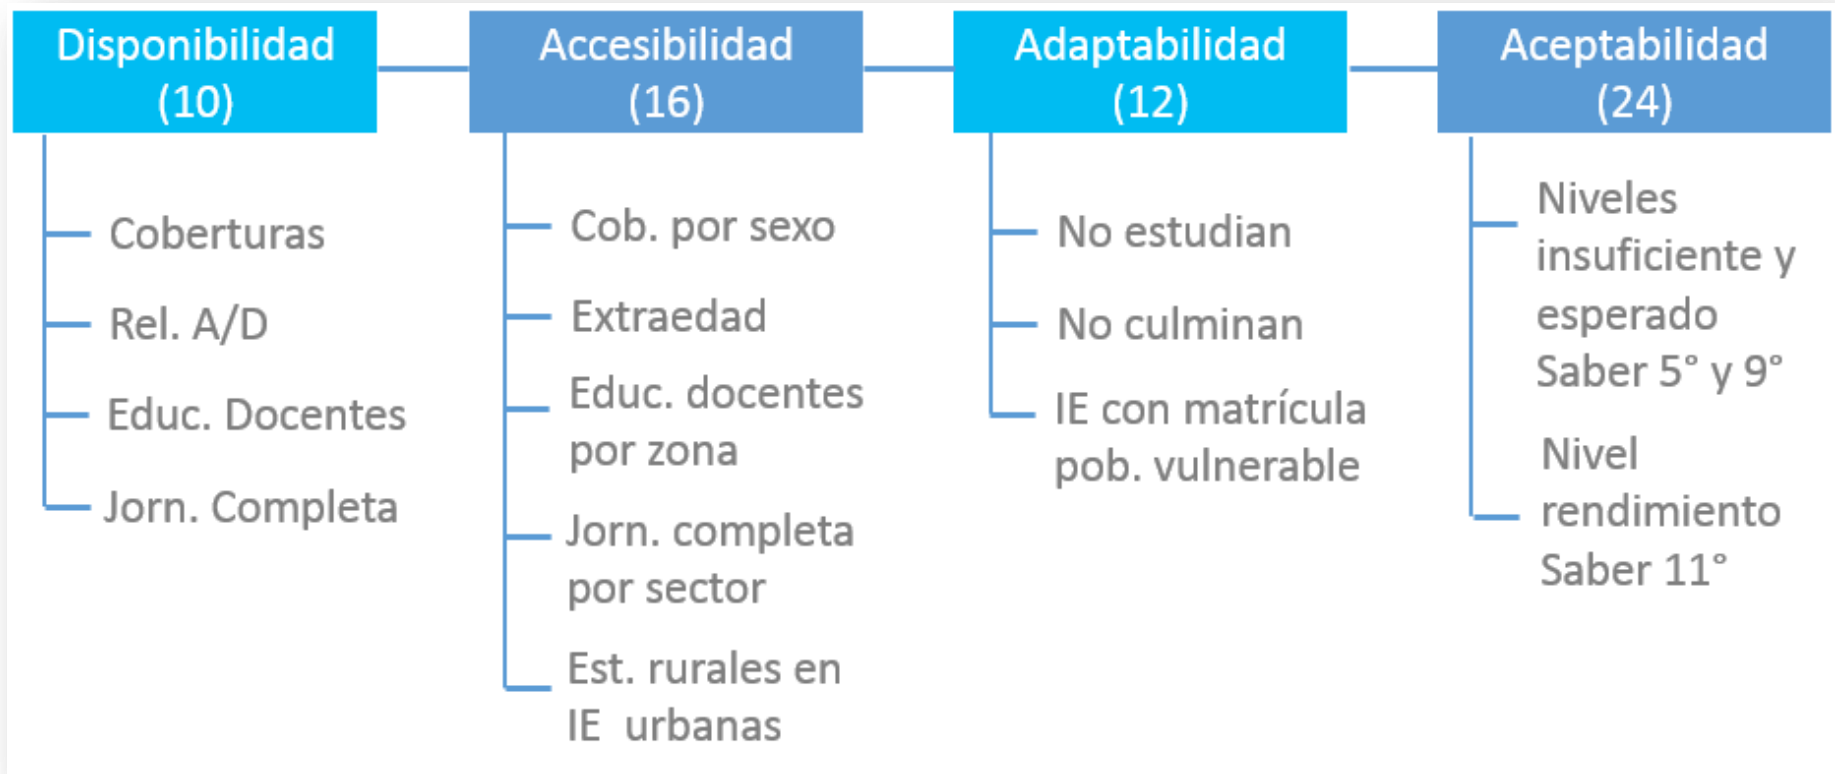 Disponibilidad
(10)
Coberturas
Rel. A/D
Educ. Docentes
Jorn. Completa
Accesibilidad
(16)
Cob. por sexo
Extraedad
Educ. docentes
por zona
Jorn. completa
por sector
Est. rurales en
IE urbanas
Adaptabilidad
(12)
No estudian
No culminan
IE con matrícula
pob. vulnerable
Aceptabilidad
(24)
Niveles
insuficiente y
esperado
Saber 5° y 9°
Nivel
rendimiento
Saber 11°